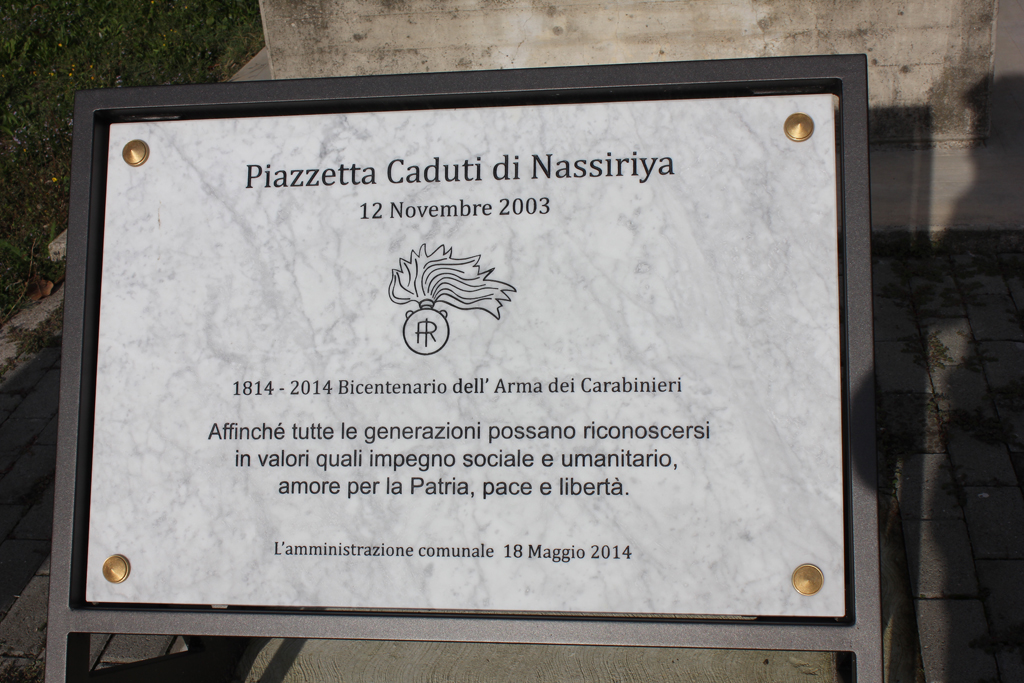 Piazzetta Caduti di Nassiriya
12 Novembre 2003
RI
1814 - 2014 Bicentenario dell' Arma dei Carabinieri
Affinché tutte le generazioni possano riconoscersi
in valori quali impegno sociale e umanitario,
amore per la Patria, pace e libertà.
L'amministrazione comunale 18 Maggio 2014